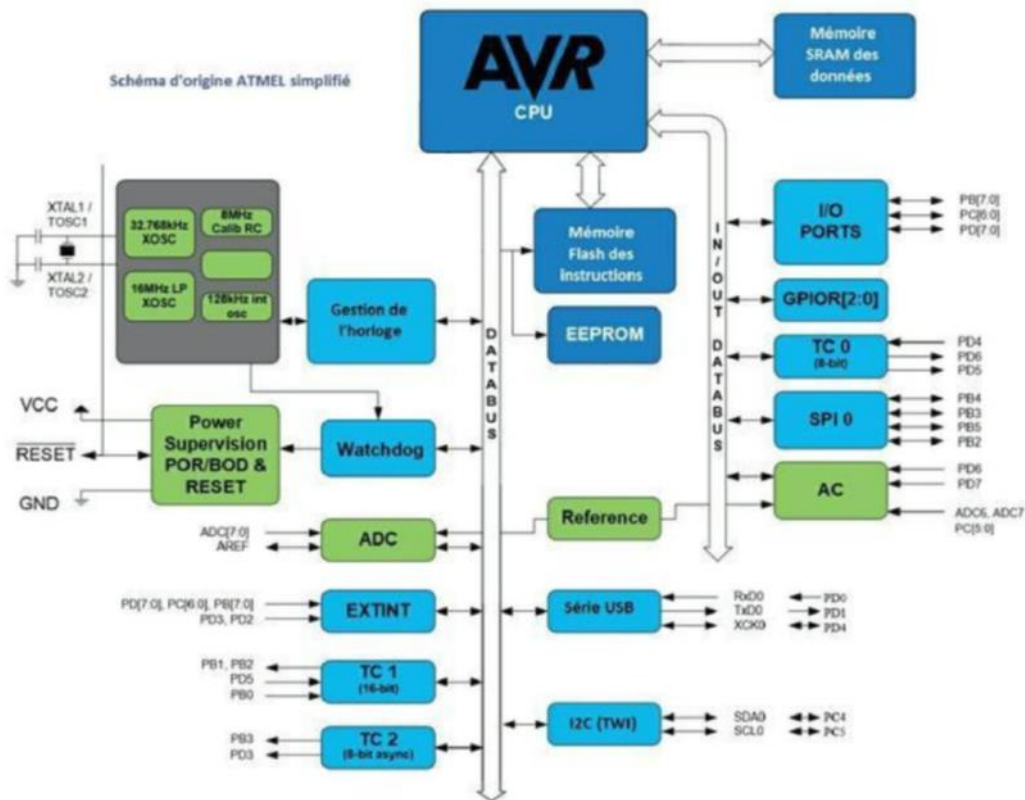 Schéma d'origine ATMEL simplifié
AVR
CPU
Mémoire
SRAM des
données
XTAL1 /
TOSC1
XTAL2 /
TOSC2
32.768kHz
XOSC
8MHz
Calib RC
16MHz LP
XOSC
128kHz int
osc
Gestion de
l'horloge
Mémoire
Flash des
instructions
EEPROM
DATABUS
IN/OUT DATABUS
I/O
PORTS
PB[7:0]
PC[6:0]
PD[7:0]
GPIOR[2:0]
TC 0
(8-bit)
PD4
PD6
PD5
SPI 0
PB4
PB3
PB5
PB2
AC
PD6
PD7
ADC6, ADC7
PC[5:0]
VCC
RESET
GND
Power
Supervision
POR/BOD &
RESET
Watchdog
Reference
ADC[7:0]
AREF
ADC
PD[7:0], PC[6:0], PB[7:0]
PD3, PD2
EXTINT
PB1, PB2
PD5
PB0
TC 1
(16-bit)
PB3
PD3
TC 2
(8-bit async)
Série USB
RxD0 PD0
TxD0 PD1
XCK0 PD4
I2C (TWI)
SDA0 PC4
SCL0 PC5